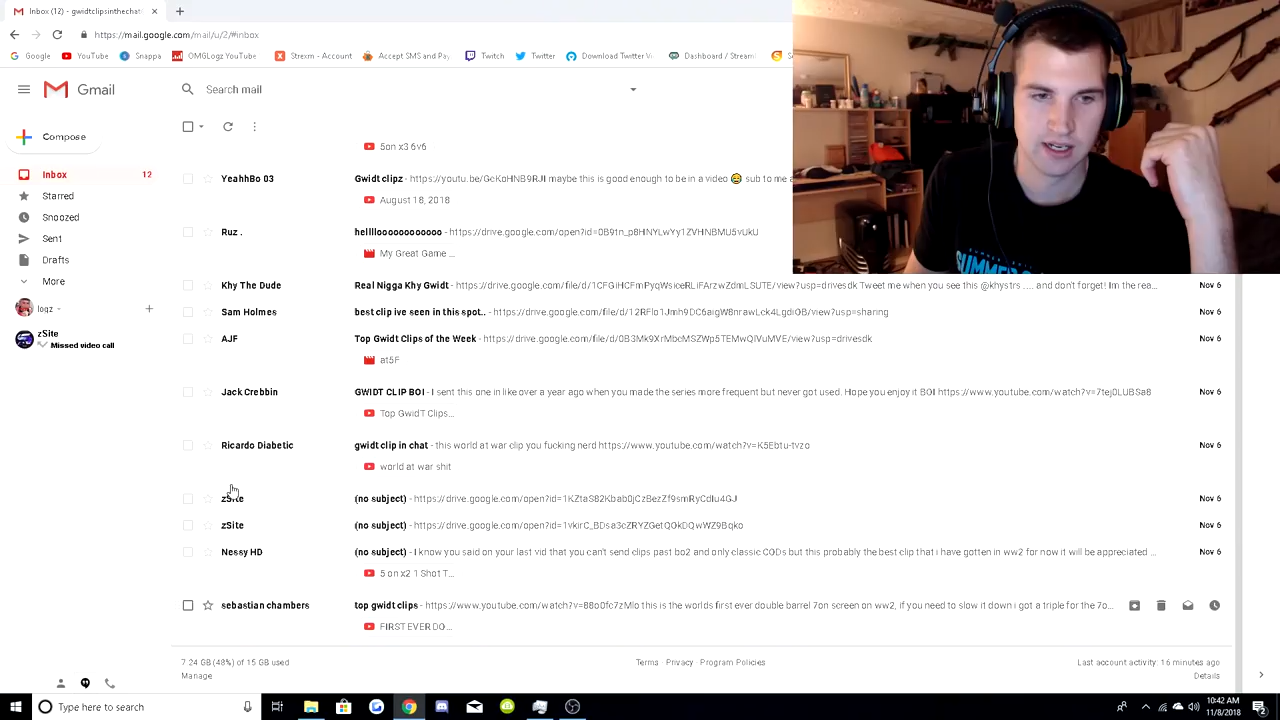 Inbox (12) - gwidtclipsinthechat
https://mail.google.com/mail/u/2/#inbox
Google YouTube Snappa OMGLogz YouTube Strexm - Account Accept SMS and Pay Twitch Twitter Download Twitter Vi Dashboard / Stream
Gmail Search mail
Compose
5on x3 6v6
Inbox 12
YeahhBo 03 Gwidt clipz - https://youtu.be/GcKoHNB9RJI maybe this is good enough to be in a video sub to me
Starred
August 18, 2018
Snoozed
Ruz . hellllooooooooooo - https://drive.google.com/open?id=
Sent
My Great Game ...
Drafts
More
Khy The Dude Real Nigga Khy Gwidt - https://drive.google.com/file/d/ Tweet me when you see this @khystrs ..... and don't forget! Im the rea... Nov 6
logz
Sam Holmes best clip ive seen in this spot.. - https://drive.google.com/file/d/ /view?usp=sharing Nov 6
zSite
Missed video call
AJF Top Gwidt Clips of the Week - https://drive.google.com/file/d/ /view?usp=drivesdk Nov 6
at5F
Jack Crebbin GWIDT CLIP BOI - I sent this one in like over a year ago when you made the series more frequent but never got used. Hope you enjoy it BOI https://www.youtube.com/watch?v=7tej0LUBSa8 Nov 6
Top GwidT Clips...
Ricardo Diabetic gwidt clip in chat - this world at war clip you fucking nerd https://www.youtube.com/watch?v=K5Ebtu-tvzo Nov 6
world at war shit
zSite (no subject) - https://drive.google.com/open?id= Nov 6
zSite (no subject) - https://drive.google.com/open?id= Nov 6
Nessy HD (no subject) - I know you said on your last vid that you can't send clips past bo2 and only classic CODs but this probably the best clip that i have gotten in ww2 for now it will be appreciated ... Nov 6
5 on x2 1 Shot T...
sebastian chambers top gwidt clips - https://www.youtube.com/watch?v=88o0fc7zMlo this is the worlds first ever double barrel 7on screen on ww2, if you need to slow it down i got a triple for the 7o...
FIRST EVER DO...
7.24 GB (48%) of 15 GB used Terms · Privacy · Program Policies Last account activity: 16 minutes ago
Manage Details
Type here to search 10:42 AM
11/8/2018
2
SUMMER